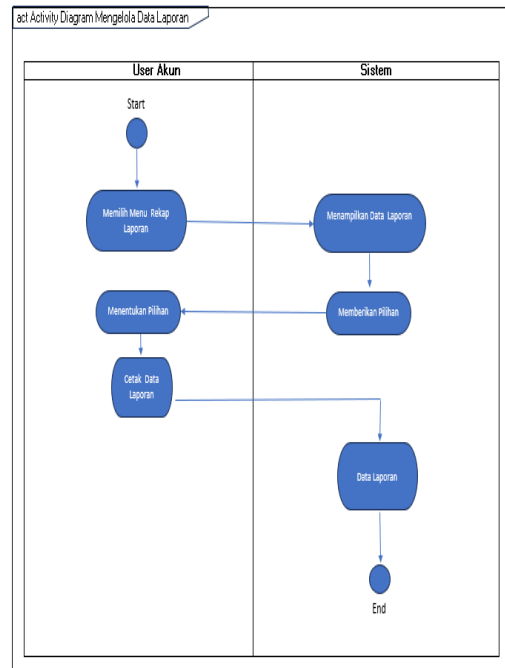 act Activity Diagram Mengelola Data Laporan
User Akun
Sistem
Start
Memilih Menu Rekap
Laporan
Menampilkan Data Laporan
Menentukan Pilihan
Memberikan Pilihan
Cetak Data
Laporan
Data Laporan
End